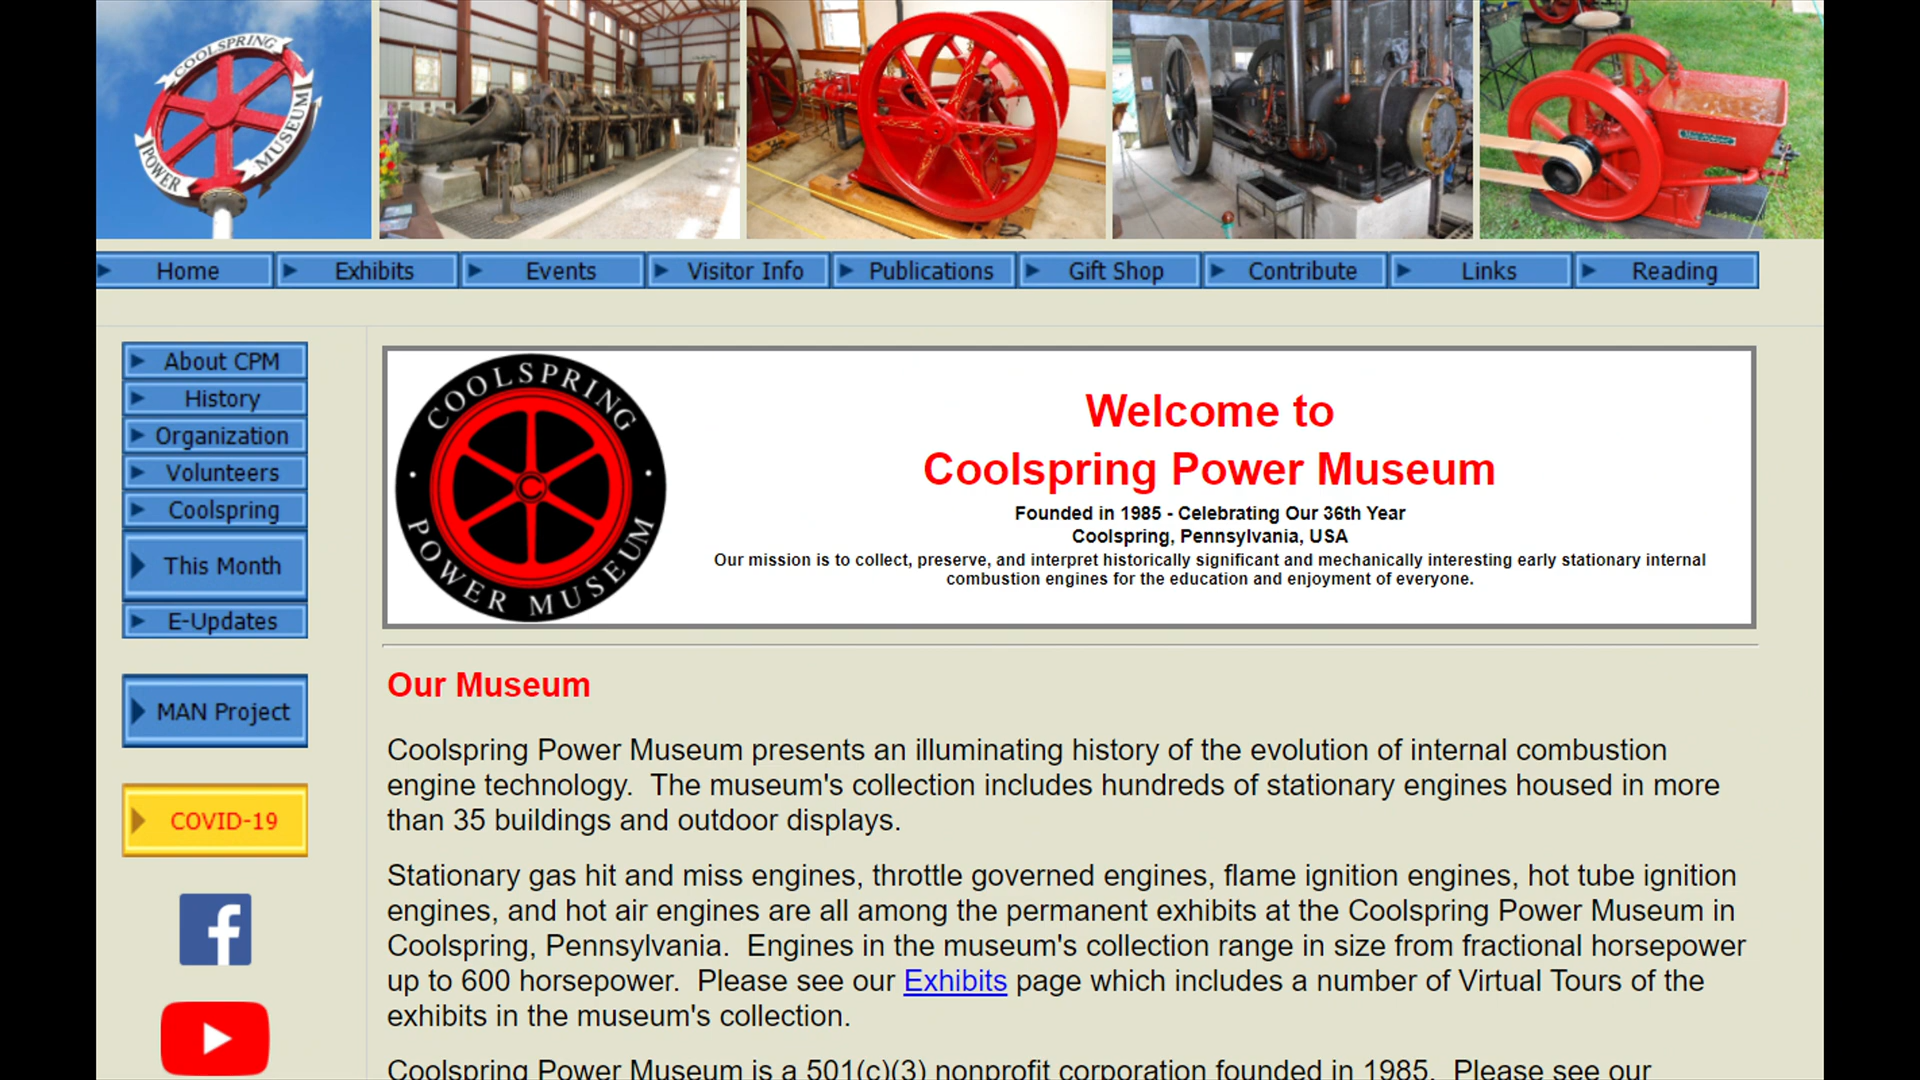 COOLSPRING
POWER
MUSEUM
Home
Exhibits
Events
Visitor Info
Publications
Gift Shop
Contribute
Links
Reading
About CPM
History
Organization
Volunteers
Coolspring
This Month
E-Updates
MAN Project
COVID-19
COOLSPRING
POWER MUSEUM
Welcome to
Coolspring Power Museum
Founded in 1985 - Celebrating Our 36th Year
Coolspring, Pennsylvania, USA
Our mission is to collect, preserve, and interpret historically significant and mechanically interesting early stationary internal
combustion engines for the education and enjoyment of everyone.
Our Museum
Coolspring Power Museum presents an illuminating history of the evolution of internal combustion
engine technology. The museum's collection includes hundreds of stationary engines housed in more
than 35 buildings and outdoor displays.
Stationary gas hit and miss engines, throttle governed engines, flame ignition engines, hot tube ignition
engines, and hot air engines are all among the permanent exhibits at the Coolspring Power Museum in
Coolspring, Pennsylvania. Engines in the museum's collection range in size from fractional horsepower
up to 600 horsepower. Please see our Exhibits page which includes a number of Virtual Tours of the
exhibits in the museum's collection.
Coolspring Power Museum is a 501(c)(3) nonprofit corporation founded in 1985. Please see our